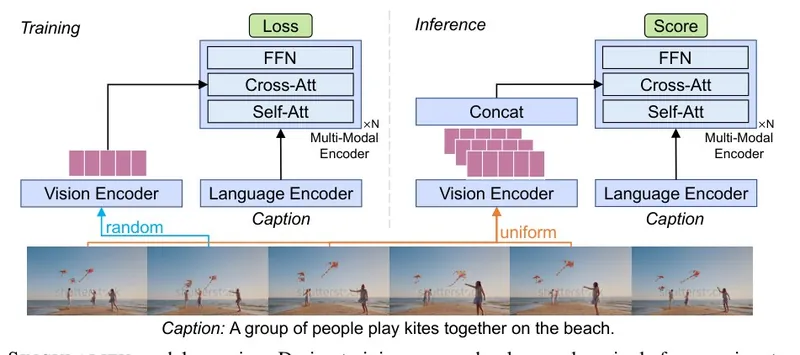 Training
Loss
FFN
Cross-Att
Self-Att
×N
Multi-Modal
Encoder
Vision Encoder
Language Encoder
Caption
random
Inference
Score
FFN
Cross-Att
Self-Att
×N
Concat
Multi-Modal
Encoder
Vision Encoder
Language Encoder
Caption
uniform
Caption: A group of people play kites together on the beach.